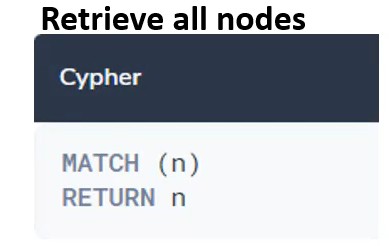 Retrieve all nodes
Cypher
MATCH (n)
RETURN n